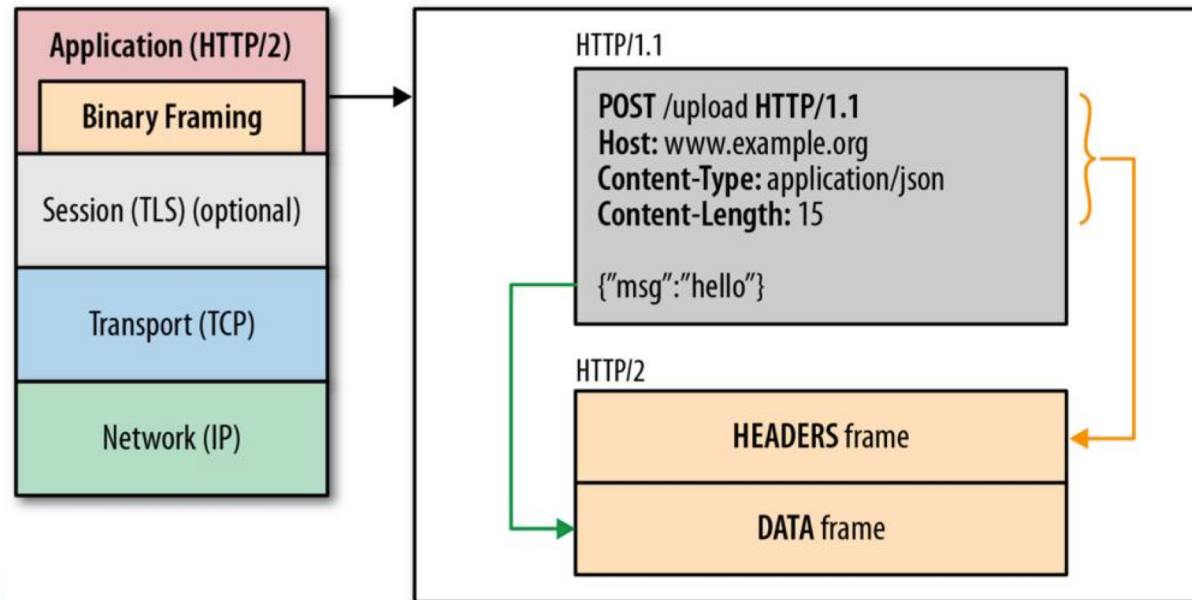 Application (HTTP/2)
Binary Framing
Session (TLS) (optional)
Transport (TCP)
Network (IP)
HTTP/1.1
POST /upload HTTP/1.1
Host: www.example.org
Content-Type: application/json
Content-Length: 15
{”msg”:”hello”}
HTTP/2
HEADERS frame
DATA frame